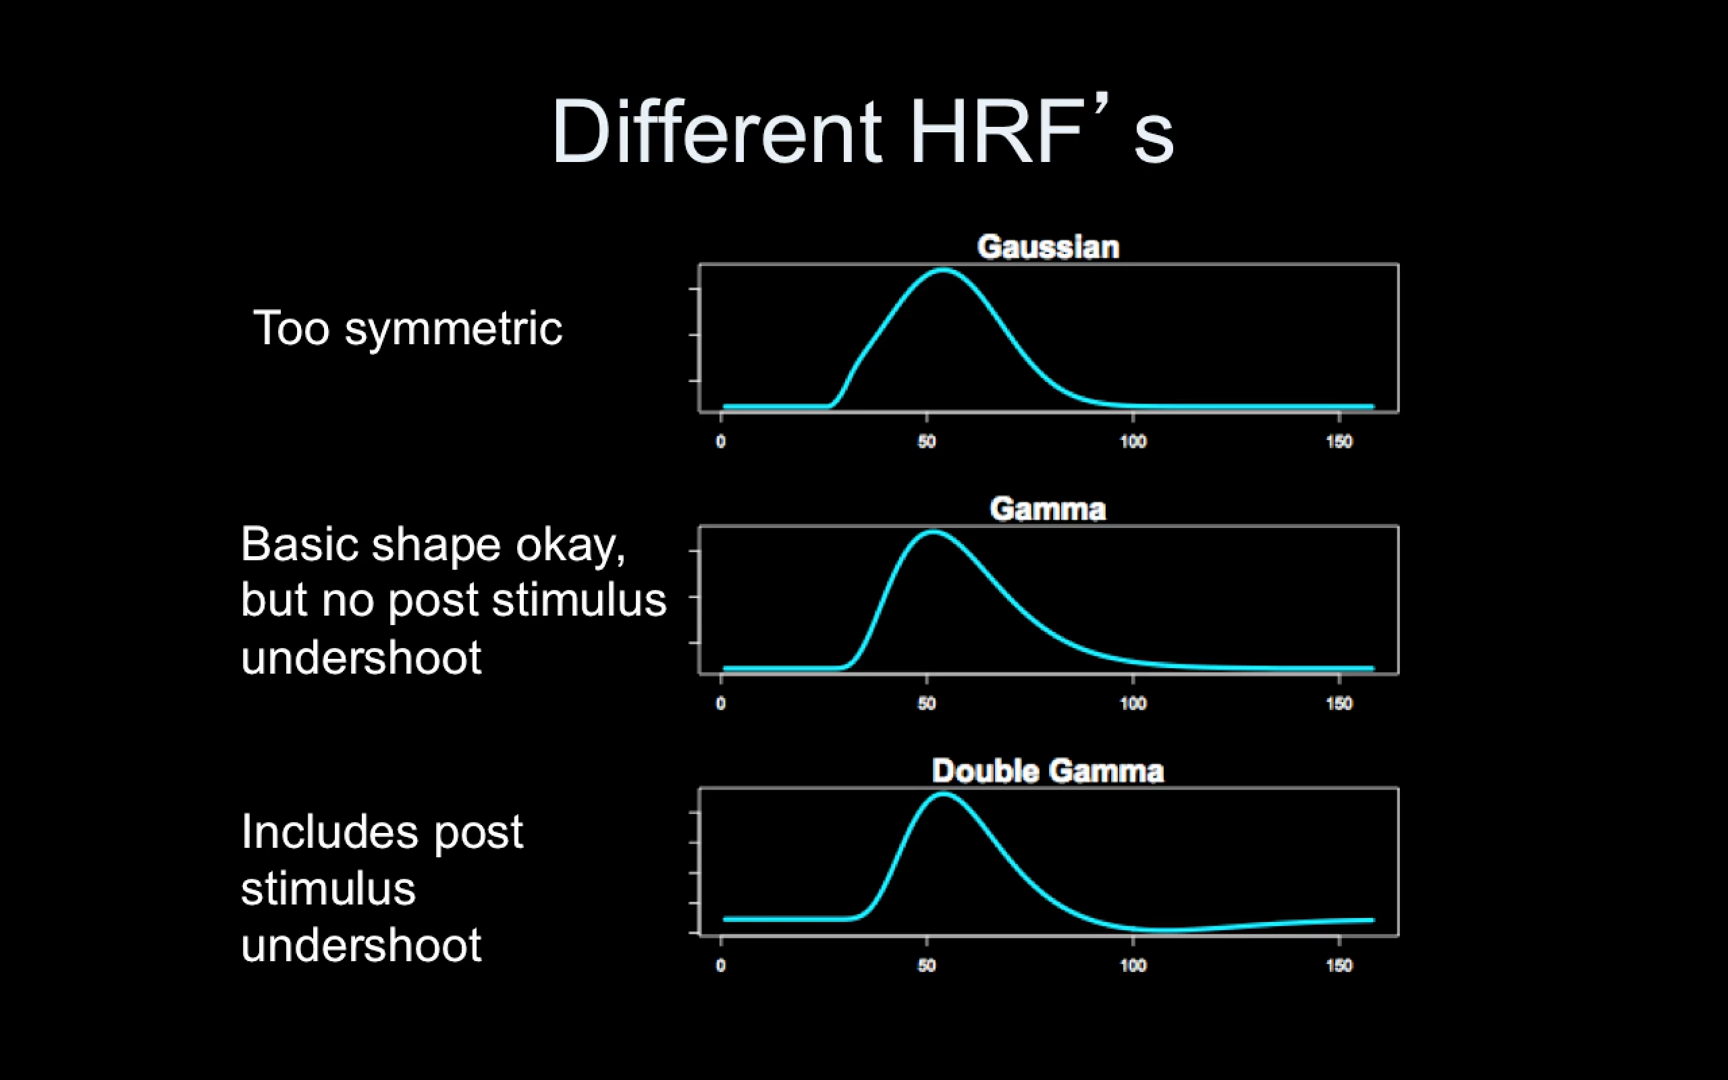 Different HRF’s
Gaussian
Too symmetric
0 50 100 150
Gamma
Basic shape okay,
but no post stimulus
undershoot
0 50 100 150
Double Gamma
Includes post
stimulus
undershoot
0 50 100 150